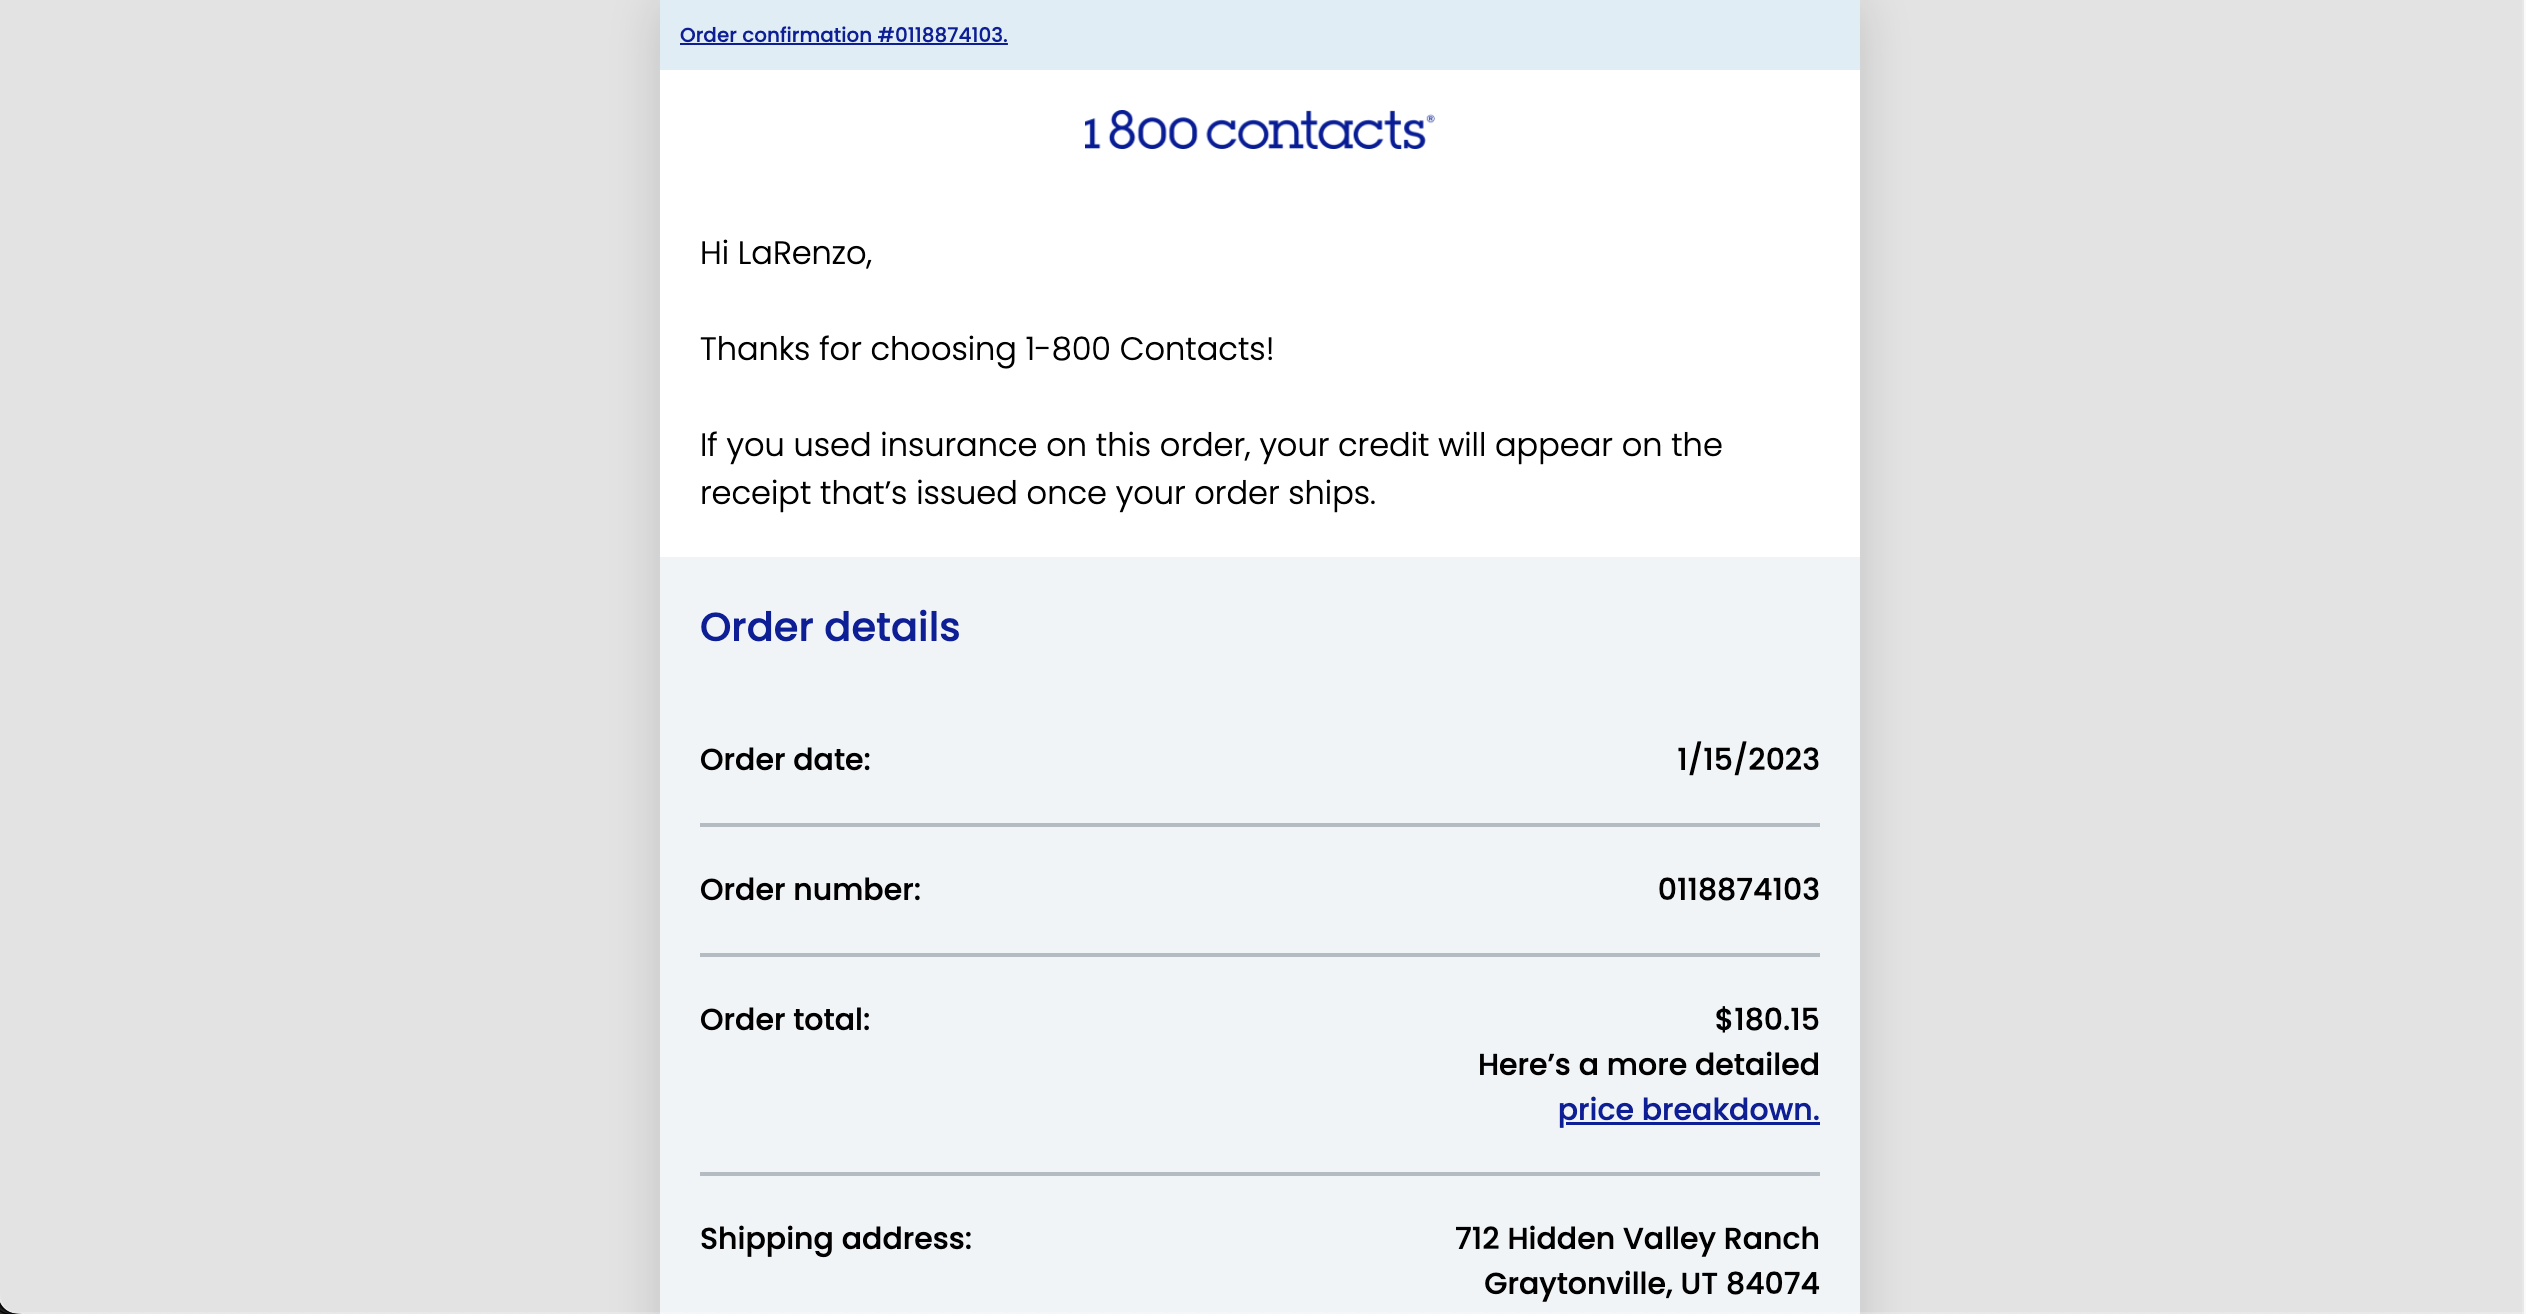 Order confirmation #0118874103.
1 800 contacts®
Hi LaRenzo,
Thanks for choosing 1-800 Contacts!
If you used insurance on this order, your credit will appear on the
receipt that’s issued once your order ships.
Order details
Order date: 1/15/2023
Order number: 0118874103
Order total: $180.15
Here’s a more detailed
price breakdown.
Shipping address: 712 Hidden Valley Ranch
Graytonville, UT 84074